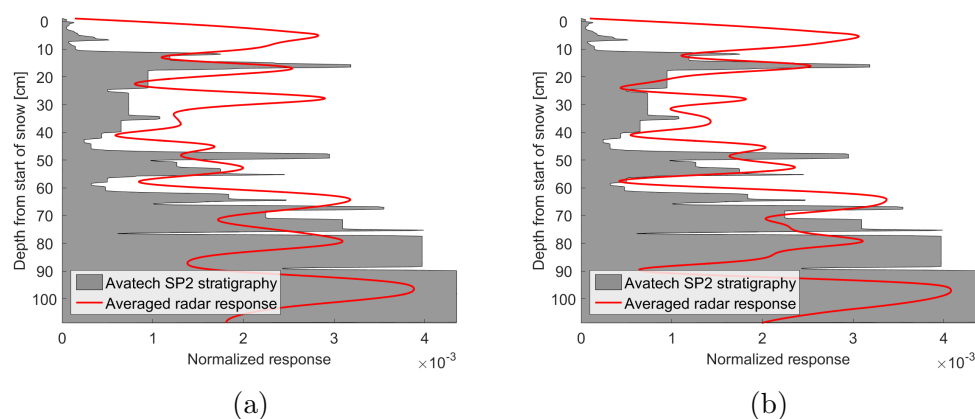 Depth from start of snow [cm]
0
10
20
30
40
50
60
70
80
90
100
Avatech SP2 stratigraphy
Averaged radar response
0 1 2 3 4
×10⁻³
Normalized response
(a)
Depth from start of snow [cm]
0
10
20
30
40
50
60
70
80
90
100
Avatech SP2 stratigraphy
Averaged radar response
0 1 2 3 4
×10⁻³
Normalized response
(b)